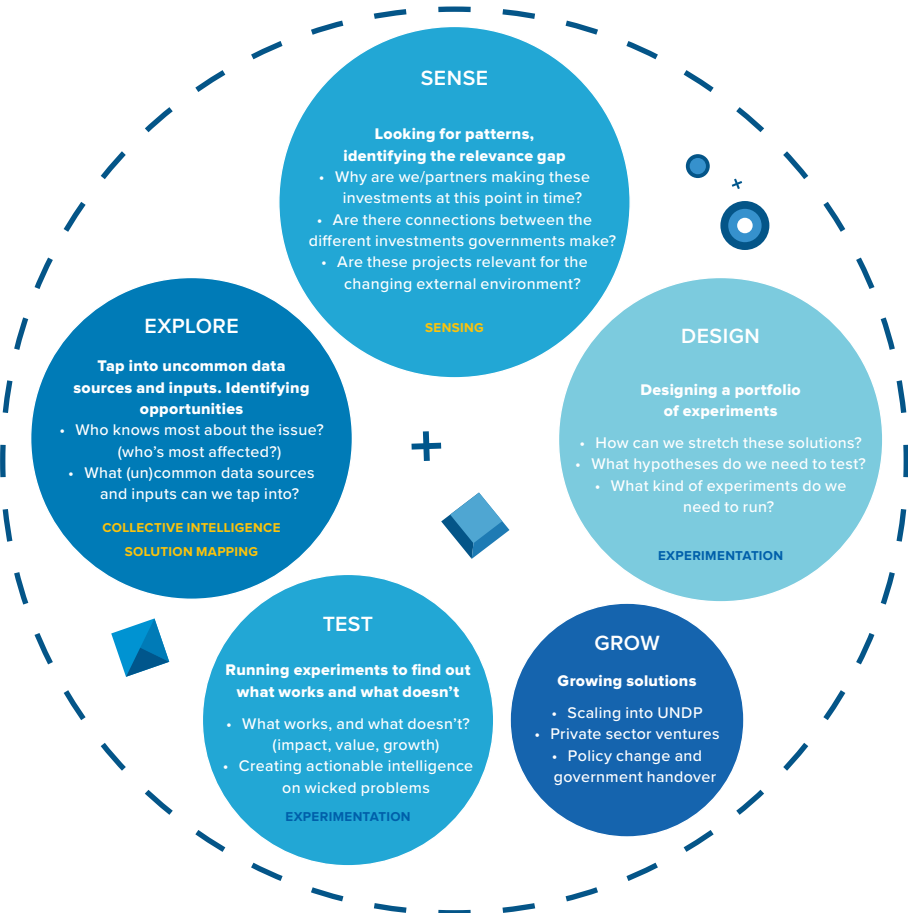 SENSE
Looking for patterns,
identifying the relevance gap
• Why are we/partners making these
investments at this point in time?
• Are there connections between the
different investments governments make?
• Are these projects relevant for the
changing external environment?
SENSING
EXPLORE
Tap into uncommon data
sources and inputs. Identifying
opportunities
• Who knows most about the issue?
(who's most affected?)
• What (un)common data sources
and inputs can we tap into?
COLLECTIVE INTELLIGENCE
SOLUTION MAPPING
DESIGN
Designing a portfolio
of experiments
• How can we stretch these solutions?
• What hypotheses do we need to test?
• What kind of experiments do we
need to run?
EXPERIMENTATION
TEST
Running experiments to find out
what works and what doesn't
• What works, and what doesn't?
(impact, value, growth)
• Creating actionable intelligence
on wicked problems
EXPERIMENTATION
GROW
Growing solutions
• Scaling into UNDP
• Private sector ventures
• Policy change and
government handover